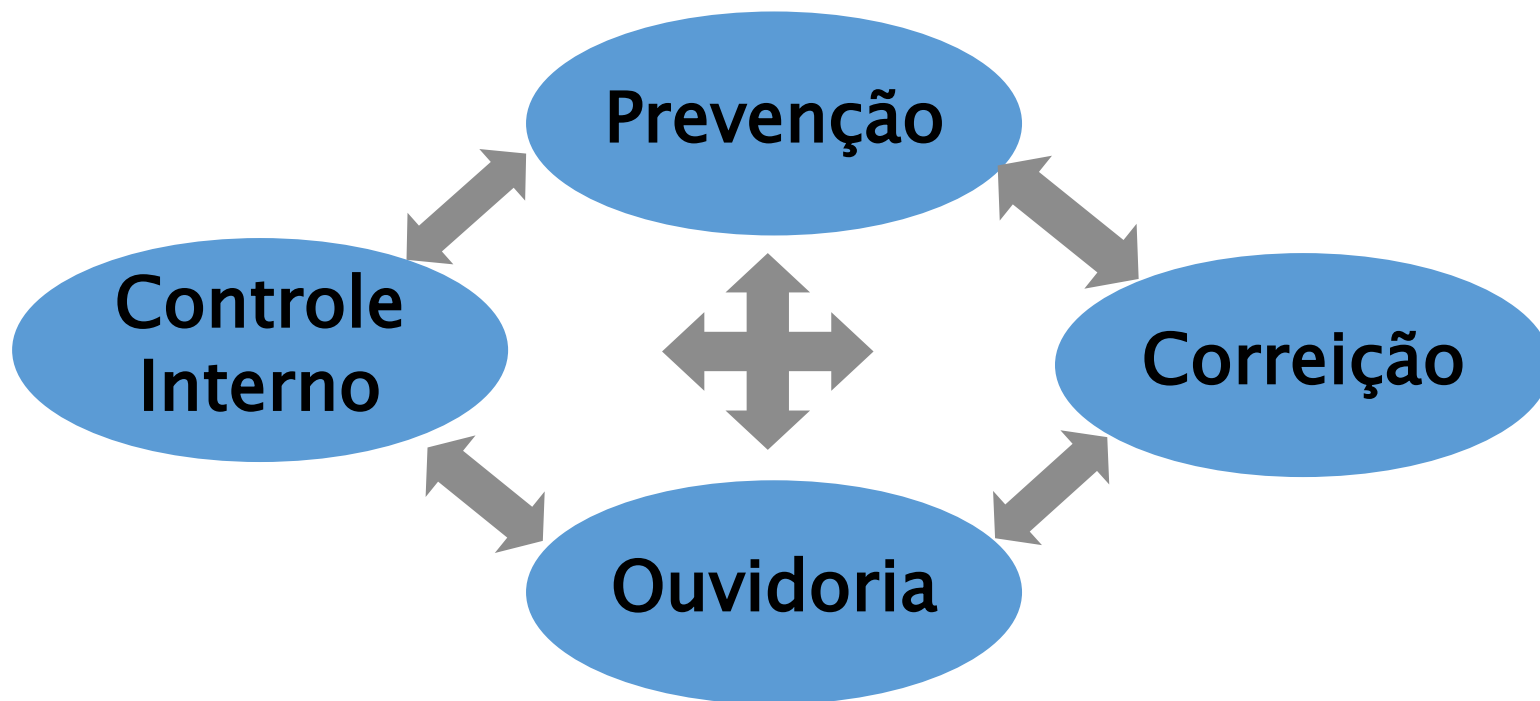 Prevenção
Controle
Interno
Correição
Ouvidoria